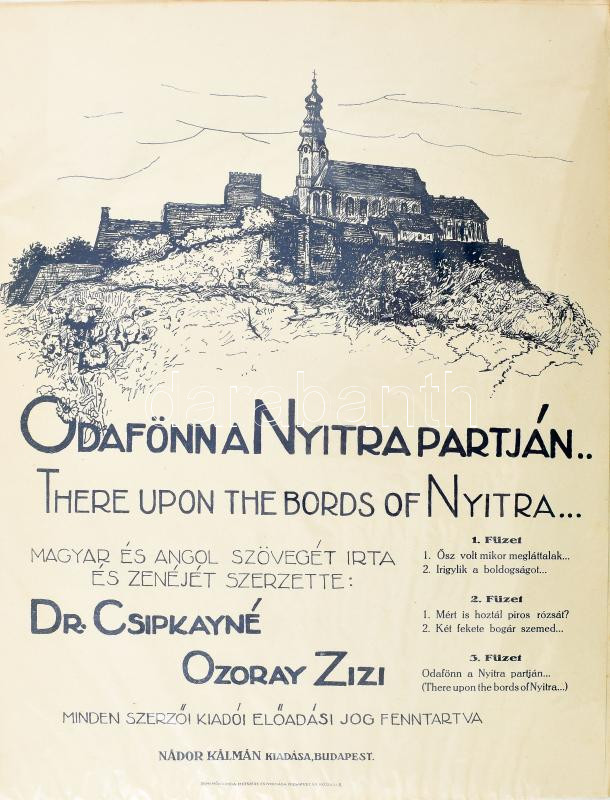 ODAFÖNN A NYITRA PARTJÁN..
THERE UPON THE BORDS OF NYITRA...
MAGYAR ÉS ANGOL SZÖVEGÉT IRTA
ÉS ZENÉJÉT SZERZETTE:
DR. CSIPKAYNÉ
OZORAY ZIZI
1. Füzet
1. Ősz volt mikor megláttalak...
2. Irigylik a boldogságot...
2. Füzet
1. Mért is hoztál piros rózsát?
2. Két fekete bogár szemed...
3. Füzet
Odafönn a Nyitra partján...
(There upon the bords of Nyitra...)
MINDEN SZERZŐI KIADÓI ELŐADÁSI JOG FENNTARTVA
NÁDOR KÁLMÁN KIADÁSA, BUDAPEST.
darabanth